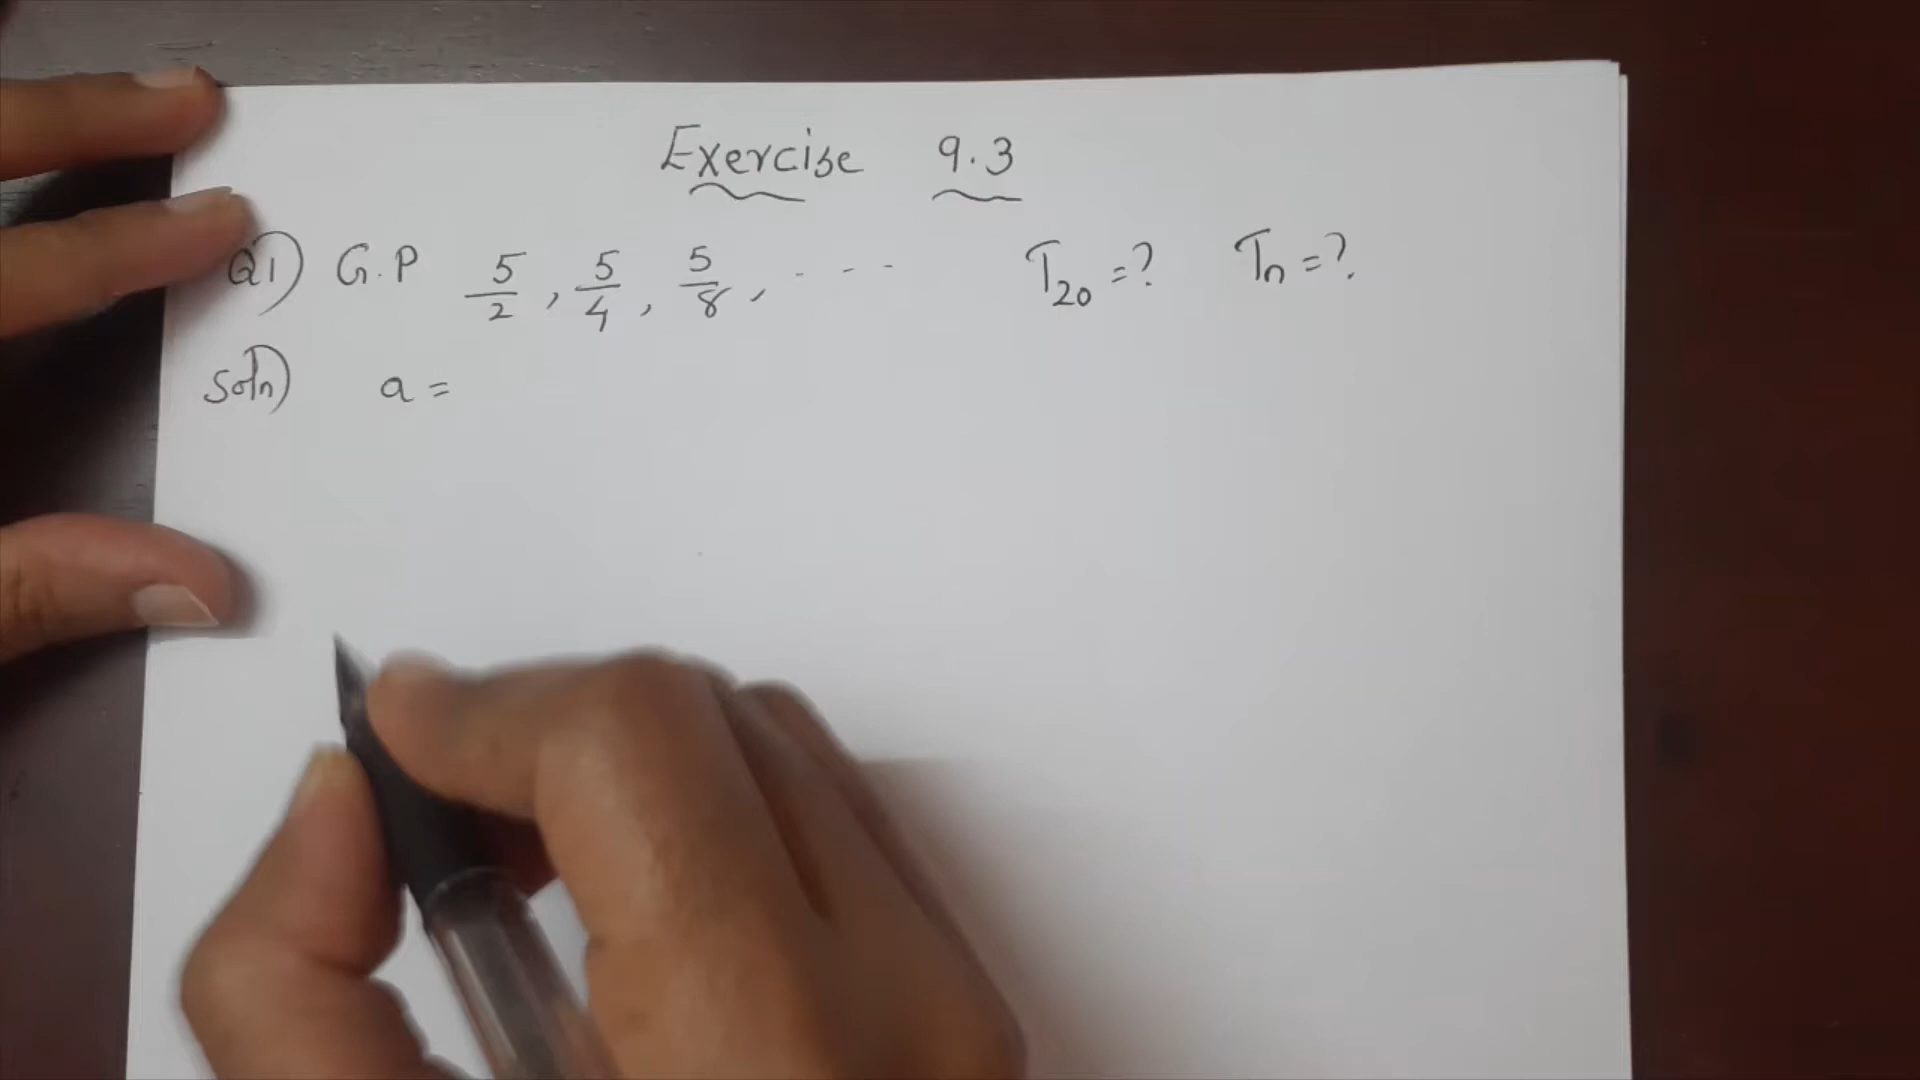 Exercise 9.3
Q1) G.P 5/2, 5/4, 5/8, - - - T20 = ? Tn = ?.
Soln) a =